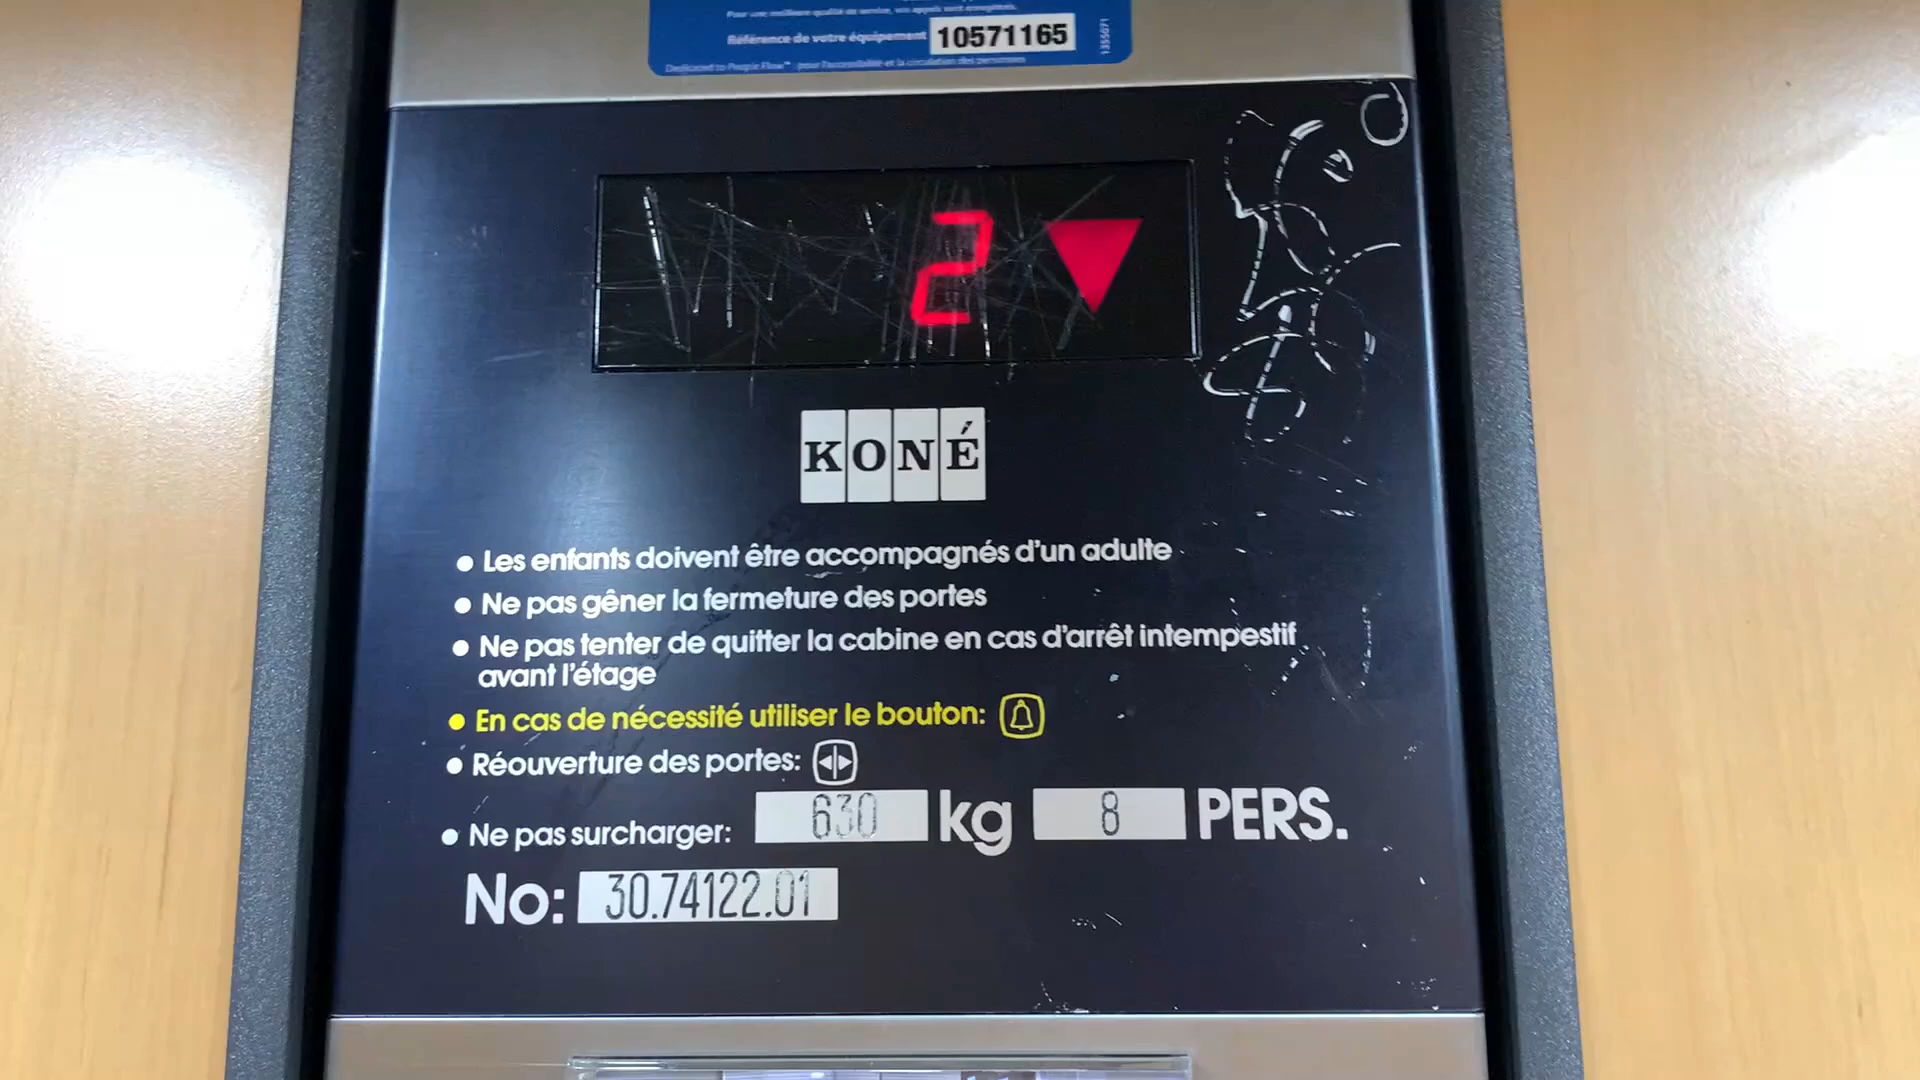 Pour une meilleure qualité de service, vos appels sont enregistrés.
Référence de votre équipement 10571165
1355071
Dedicated to People Flow™ : pour l'accessibilité et la circulation des personnes
2
KONÉ
• Les enfants doivent être accompagnés d'un adulte
• Ne pas gêner la fermeture des portes
• Ne pas tenter de quitter la cabine en cas d'arrêt intempestif
avant l'étage
• En cas de nécessité utiliser le bouton:
• Réouverture des portes:
• Ne pas surcharger: 630 kg 8 PERS.
No: 30.74122.01